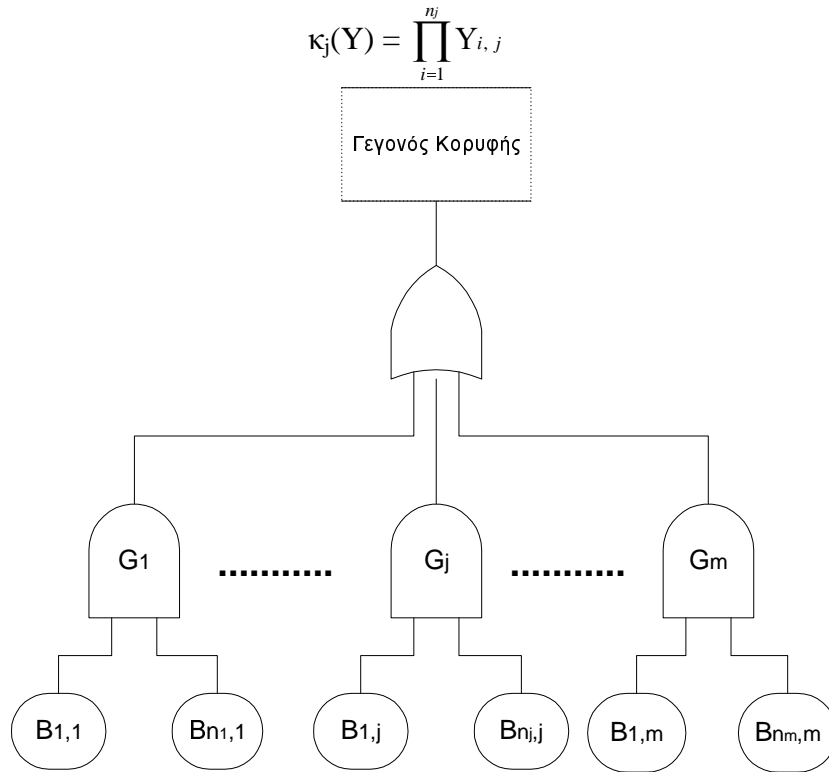 κj(Y) = ∏ Yi, j
nj
i=1
Γεγονός Κορυφής
G1 ........... Gj ........... Gm
B1,1 Bn1,1 B1,j Bnj,j B1,m Bnm,m